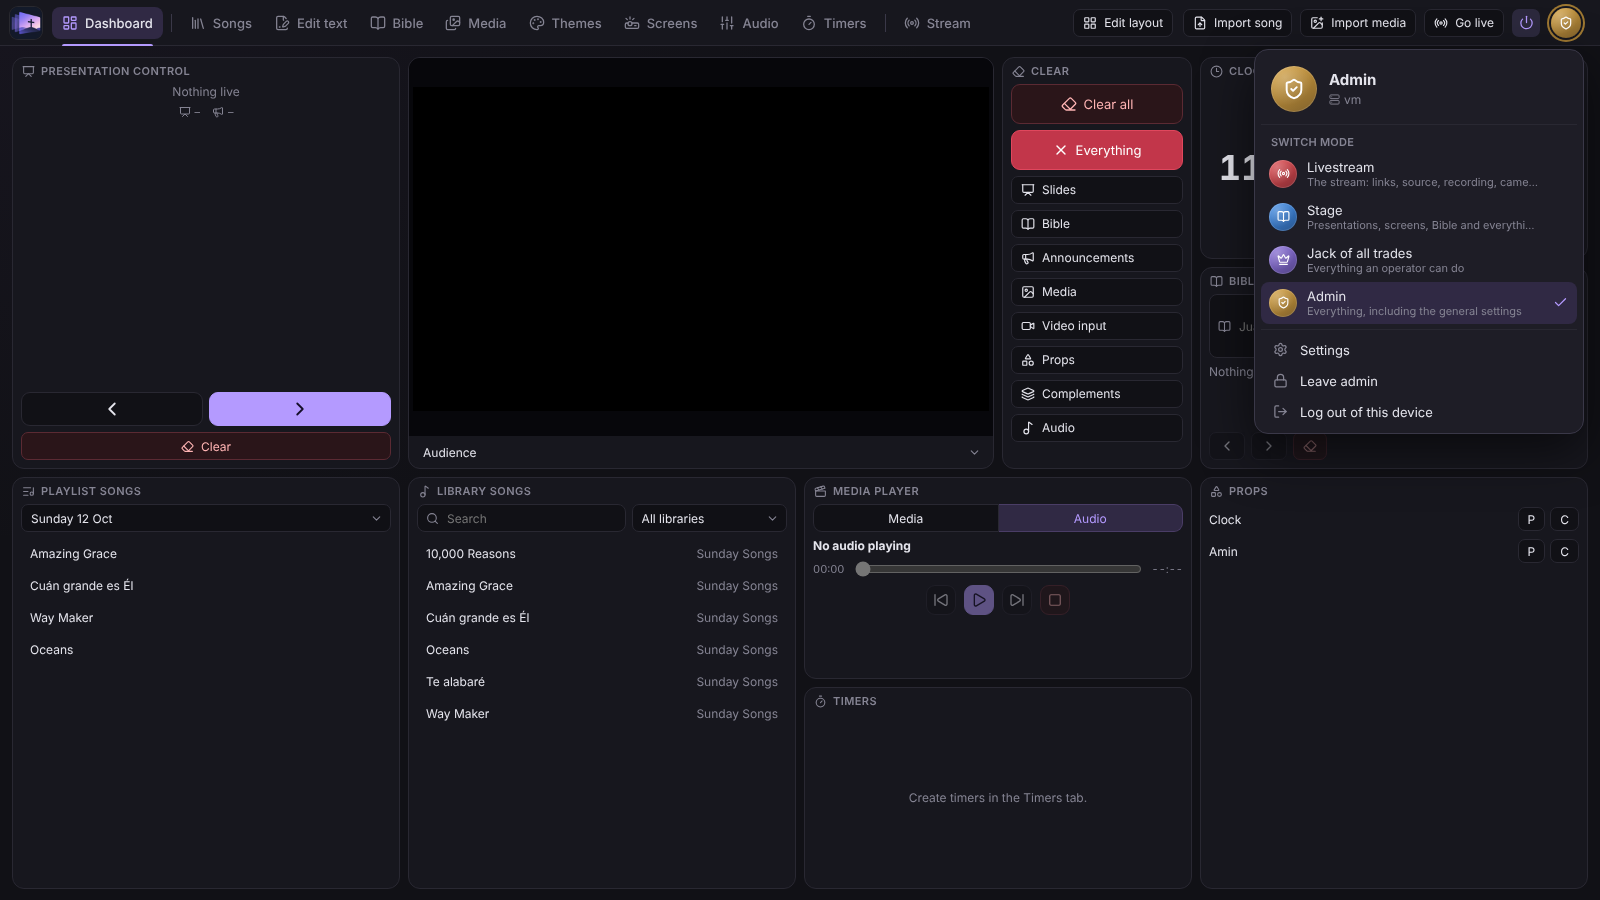 Dashboard
Songs
Edit text
Bible
Media
Themes
Screens
Audio
Timers
Stream
Edit layout
Import song
Import media
Go live
PRESENTATION CONTROL
Nothing live
–
–
Clear
Audience
CLEAR
Clear all
Everything
Slides
Bible
Announcements
Media
Video input
Props
Complements
Audio
Admin
vm
SWITCH MODE
Livestream
The stream: links, source, recording, came...
Stage
Presentations, screens, Bible and everythi...
Jack of all trades
Everything an operator can do
Admin
Everything, including the general settings
Settings
Leave admin
Log out of this device
Nothing
PLAYLIST SONGS
Sunday 12 Oct
Amazing Grace
Cuán grande es Él
Way Maker
Oceans
LIBRARY SONGS
Search
All libraries
10,000 Reasons Sunday Songs
Amazing Grace Sunday Songs
Cuán grande es Él Sunday Songs
Oceans Sunday Songs
Te alabaré Sunday Songs
Way Maker Sunday Songs
MEDIA PLAYER
Media
Audio
No audio playing
00:00
--:--
TIMERS
Create timers in the Timers tab.
PROPS
Clock P C
Amin P C